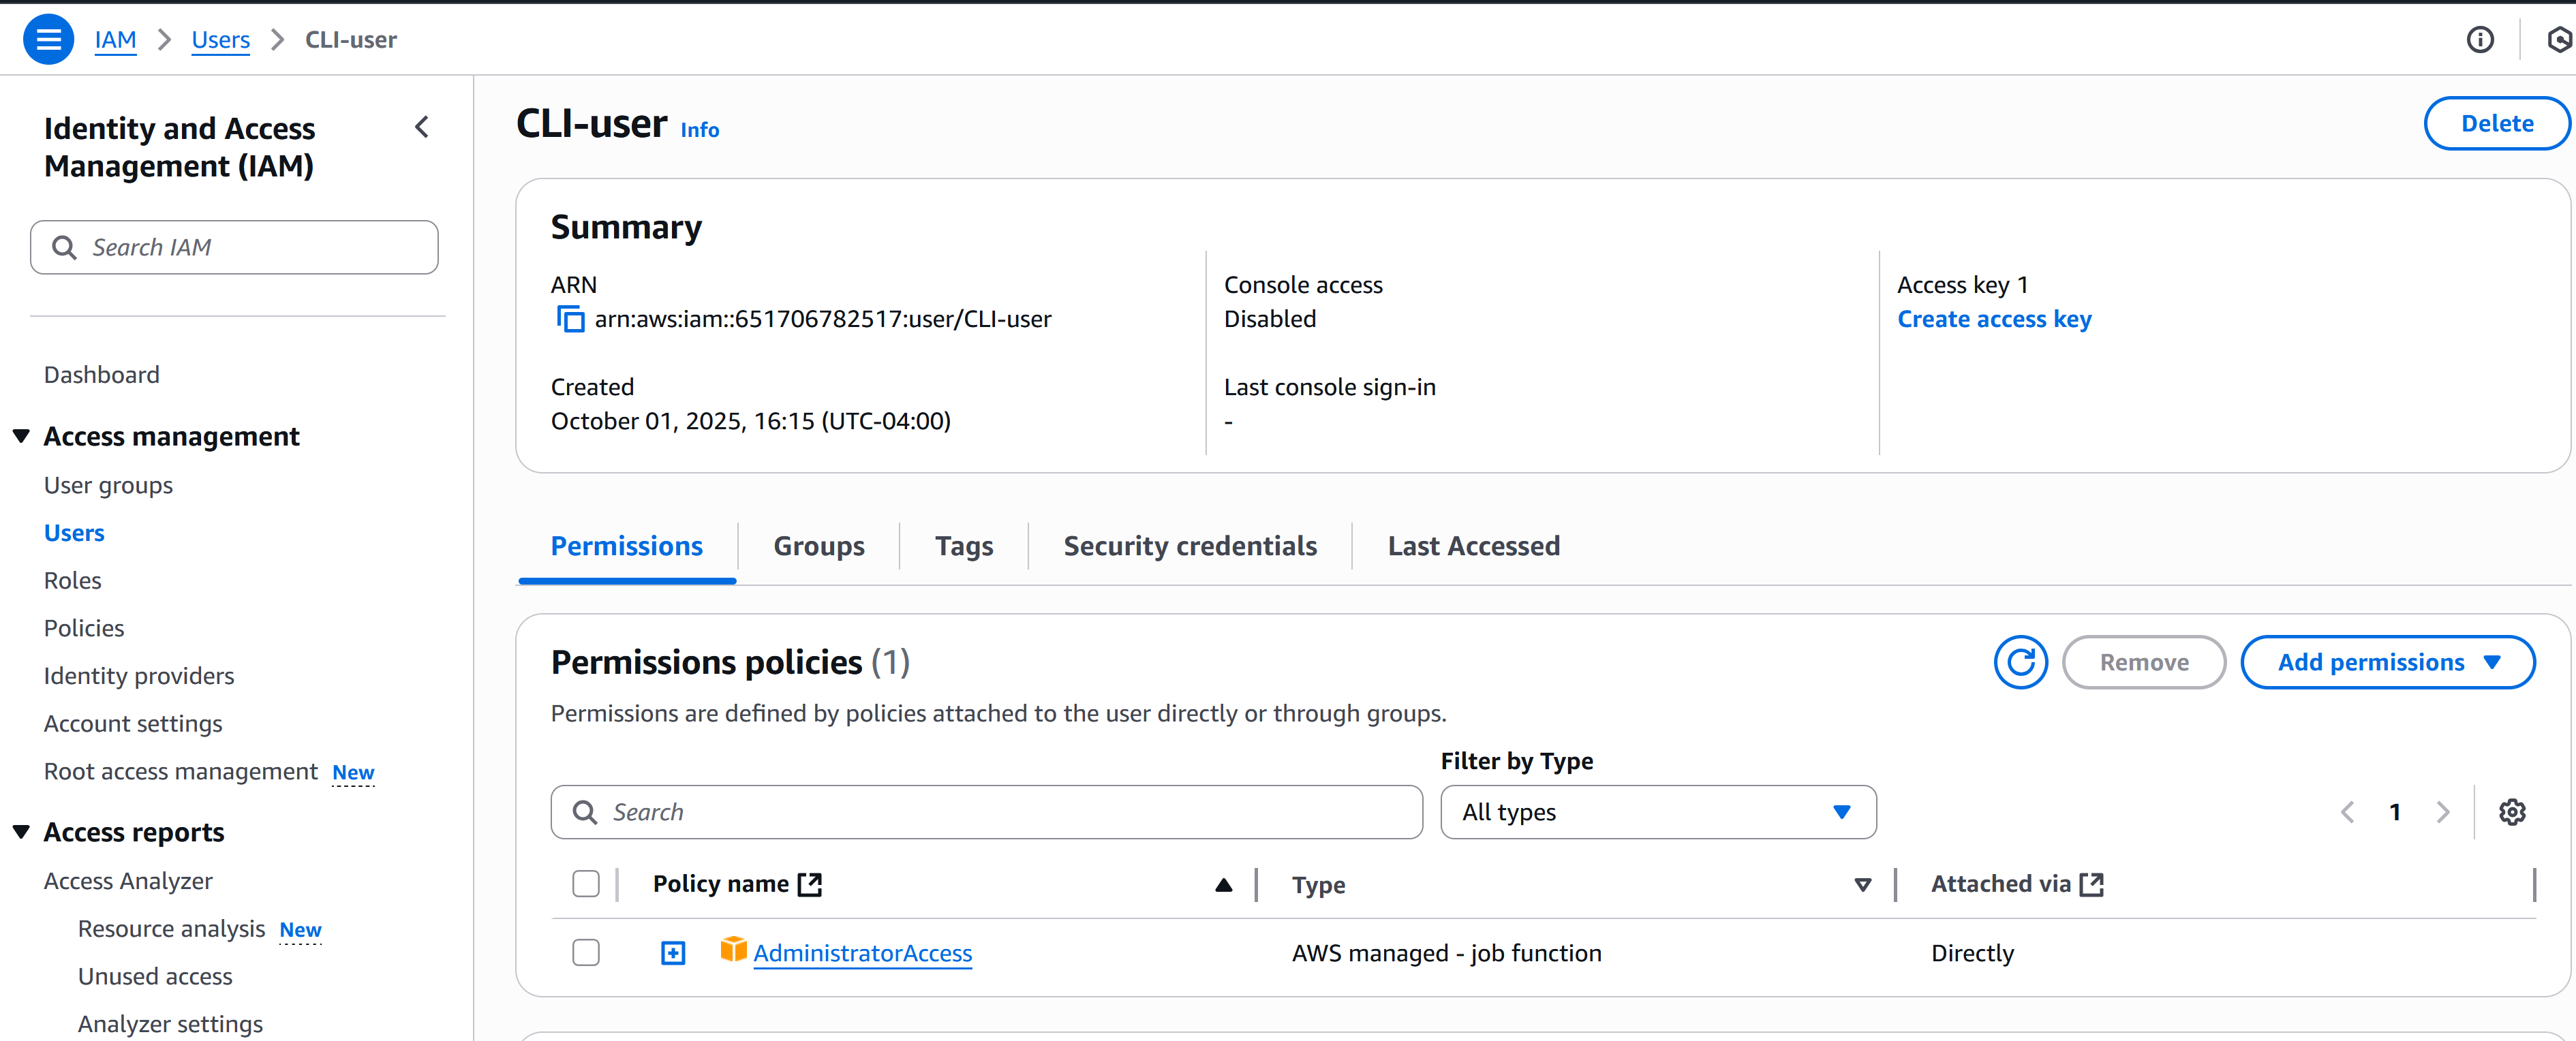 IAM > Users > CLI-user
Identity and Access
Management (IAM)
Search IAM
Dashboard
Access management
User groups
Users
Roles
Policies
Identity providers
Account settings
Root access management New
Access reports
Access Analyzer
Resource analysis New
Unused access
Analyzer settings
CLI-user Info
Delete
Summary
ARN
arn:aws:iam::651706782517:user/CLI-user
Created
October 01, 2025, 16:15 (UTC-04:00)
Console access
Disabled
Last console sign-in
-
Access key 1
Create access key
Permissions Groups Tags Security credentials Last Accessed
Permissions policies (1)
Remove
Add permissions
Permissions are defined by policies attached to the user directly or through groups.
Filter by Type
Search
All types
1
Policy name Type Attached via
AdministratorAccess AWS managed - job function Directly